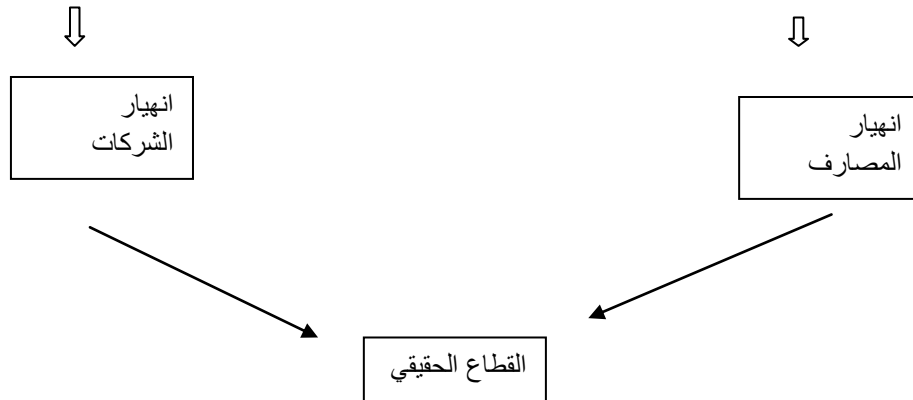 انهيار
المصارف
انهيار
الشركات
القطاع الحقيقي